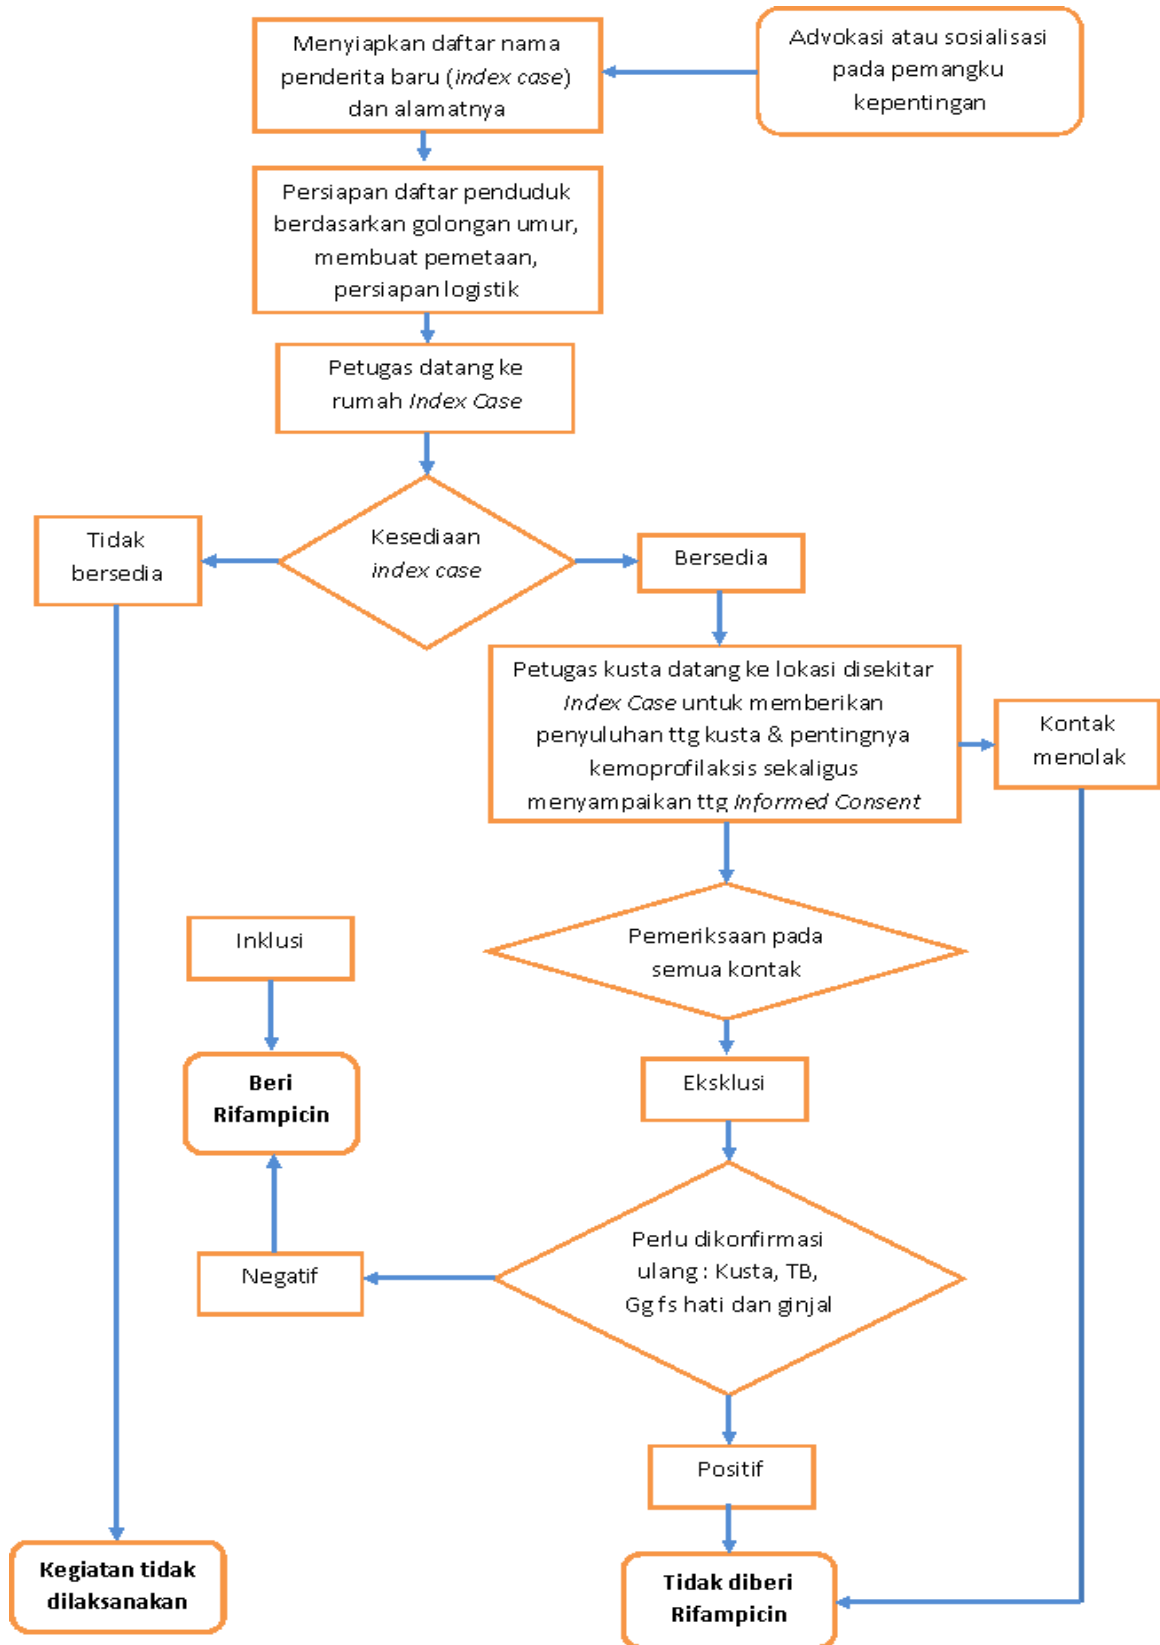 Menyiapkan daftar nama
penderita baru (index case)
dan alamatnya
Advokasi atau sosialisasi
pada pemangku
kepentingan
Persiapan daftar penduduk
berdasarkan golongan umur,
membuat pemetaan,
persiapan logistik
Petugas datang ke
rumah Index Case
Kesediaan
index case
Tidak
bersedia
Bersedia
Petugas kusta datang ke lokasi disekitar
Index Case untuk memberikan
penyuluhan ttg kusta & pentingnya
kemoprofilaksis sekaligus
menyampaikan ttg Informed Consent
Kontak
menolak
Pemeriksaan pada
semua kontak
Inklusi
Beri
Rifampicin
Eksklusi
Perlu dikonfirmasi
ulang : Kusta, TB,
Gg fs hati dan ginjal
Negatif
Positif
Kegiatan tidak
dilaksanakan
Tidak diberi
Rifampicin